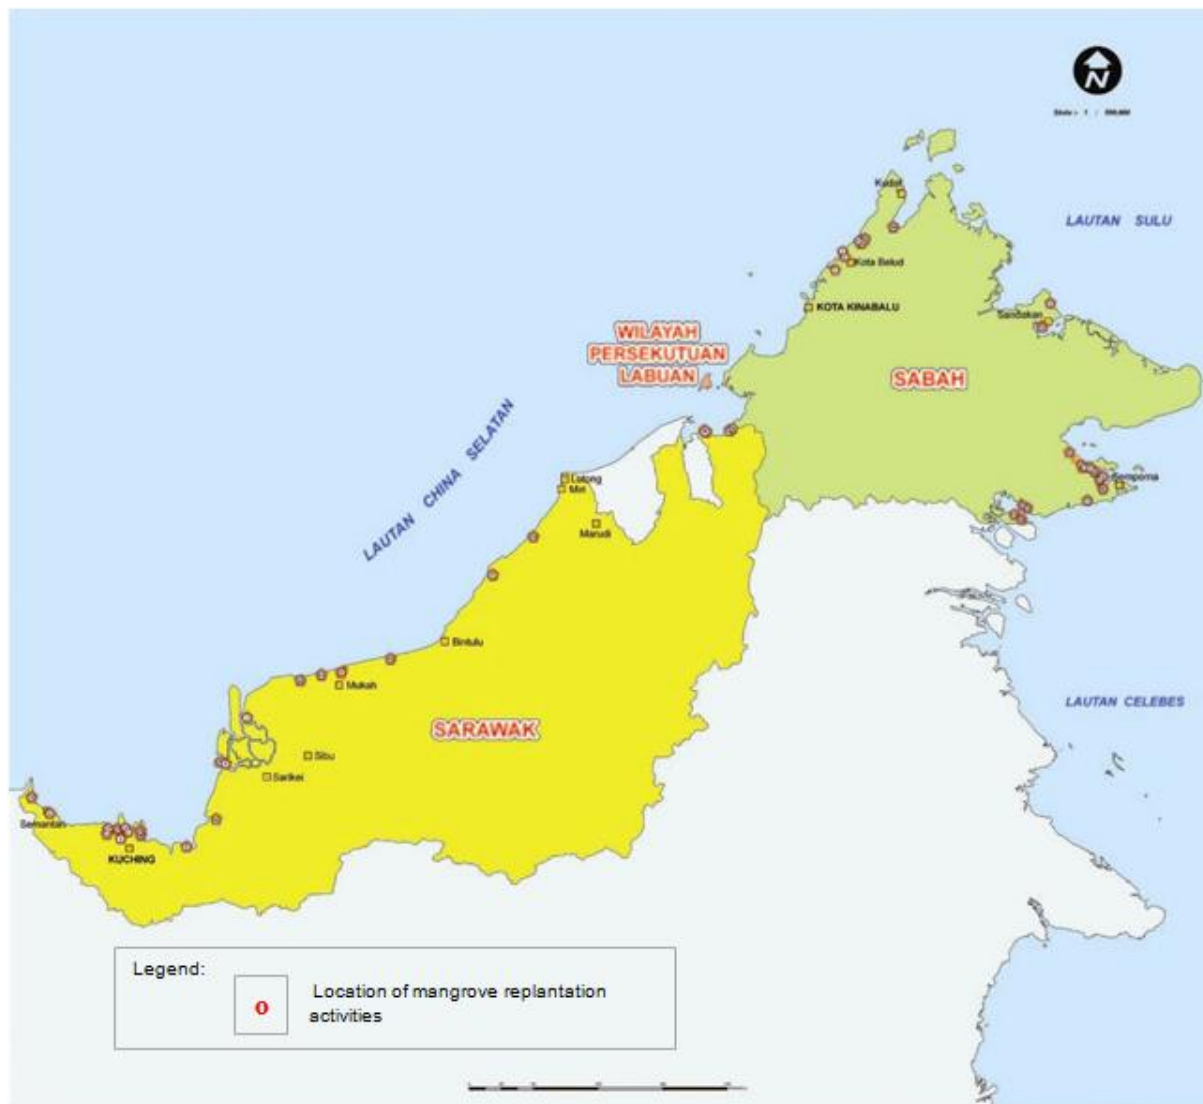 N
Kudat
LAUTAN SULU
Kota Belud
KOTA KINABALU
Sandakan
WILAYAH
PERSEKUTUAN
LABUAN
SABAH
LAUTAN CHINA SELATAN
Semporna
Lutong
Miri
Marudi
Bintulu
Mukah
LAUTAN CELEBES
SARAWAK
Sibu
Sarikei
Sematan
KUCHING
Legend:
o
Location of mangrove replantation
activities